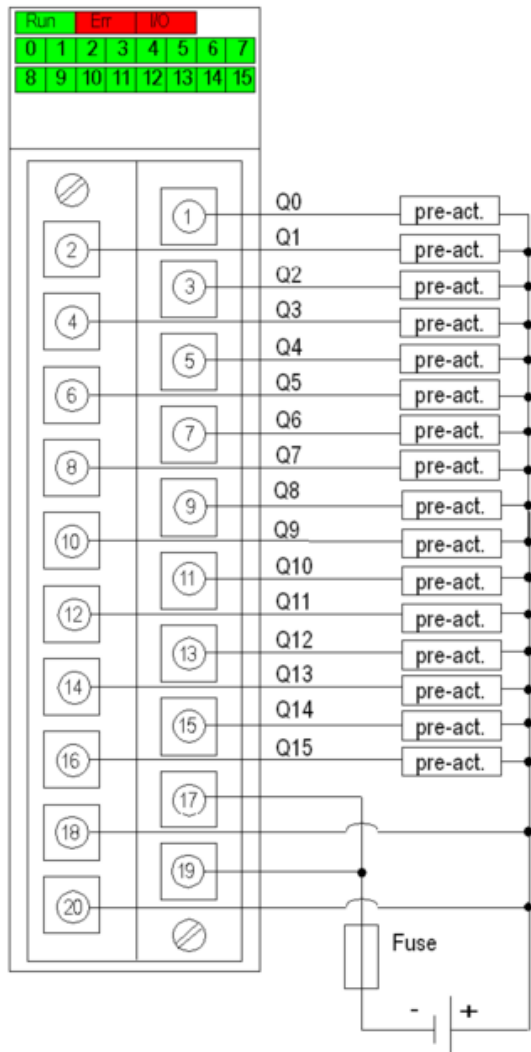 Run Err I/O
0 1 2 3 4 5 6 7
8 9 10 11 12 13 14 15
1 Q0 pre-act.
2 Q1 pre-act.
3 Q2 pre-act.
4 Q3 pre-act.
5 Q4 pre-act.
6 Q5 pre-act.
7 Q6 pre-act.
8 Q7 pre-act.
9 Q8 pre-act.
10 Q9 pre-act.
11 Q10 pre-act.
12 Q11 pre-act.
13 Q12 pre-act.
14 Q13 pre-act.
15 Q14 pre-act.
16 Q15 pre-act.
17
18
19
20
Fuse
- +